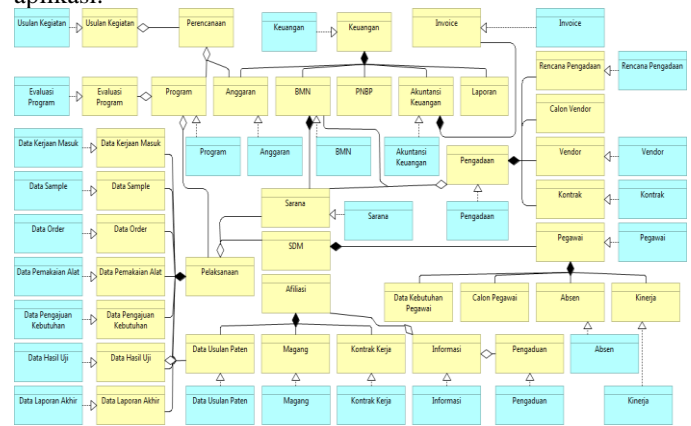 aplikasi.
Usulan Kegiatan
Usulan Kegiatan
Perencanaan
Keuangan
Keuangan
Invoice
Invoice
Evaluasi
Program
Evaluasi
Program
Program
Anggaran
BMN
PNBP
Akuntansi
Keuangan
Laporan
Rencana Pengadaan
Rencana Pengadaan
Calon Vendor
Data Kerjaan Masuk
Data Kerjaan Masuk
Program
Anggaran
BMN
Akuntansi
Keuangan
Pengadaan
Vendor
Vendor
Data Sample
Data Sample
Sarana
Sarana
Pengadaan
Kontrak
Kontrak
Data Order
Data Order
SDM
Pegawai
Pegawai
Data Pemakaian Alat
Data Pemakaian Alat
Pelaksanaan
Afiliasi
Data Kebutuhan
Pegawai
Calon Pegawai
Absen
Kinerja
Data Pengajuan
Kebutuhan
Data Pengajuan
Kebutuhan
Data Hasil Uji
Data Hasil Uji
Data Usulan Paten
Magang
Kontrak Kerja
Informasi
Pengaduan
Absen
Data Laporan Akhir
Data Laporan Akhir
Data Usulan Paten
Magang
Kontrak Kerja
Informasi
Pengaduan
Kinerja